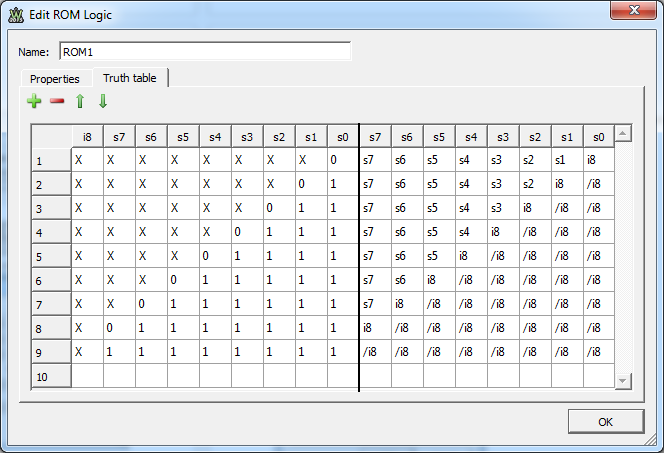 Edit ROM Logic
Name: ROM1
Properties Truth table
i8 s7 s6 s5 s4 s3 s2 s1 s0 s7 s6 s5 s4 s3 s2 s1 s0
1 X X X X X X X X 0 s7 s6 s5 s4 s3 s2 s1 i8
2 X X X X X X X 0 1 s7 s6 s5 s4 s3 s2 i8 /i8
3 X X X X X X 0 1 1 s7 s6 s5 s4 s3 i8 /i8 /i8
4 X X X X X 0 1 1 1 s7 s6 s5 s4 i8 /i8 /i8 /i8
5 X X X X 0 1 1 1 1 s7 s6 s5 i8 /i8 /i8 /i8 /i8
6 X X X 0 1 1 1 1 1 s7 s6 i8 /i8 /i8 /i8 /i8 /i8
7 X X 0 1 1 1 1 1 1 s7 i8 /i8 /i8 /i8 /i8 /i8 /i8
8 X 0 1 1 1 1 1 1 1 i8 /i8 /i8 /i8 /i8 /i8 /i8 /i8
9 X 1 1 1 1 1 1 1 1 /i8 /i8 /i8 /i8 /i8 /i8 /i8 /i8
10
OK